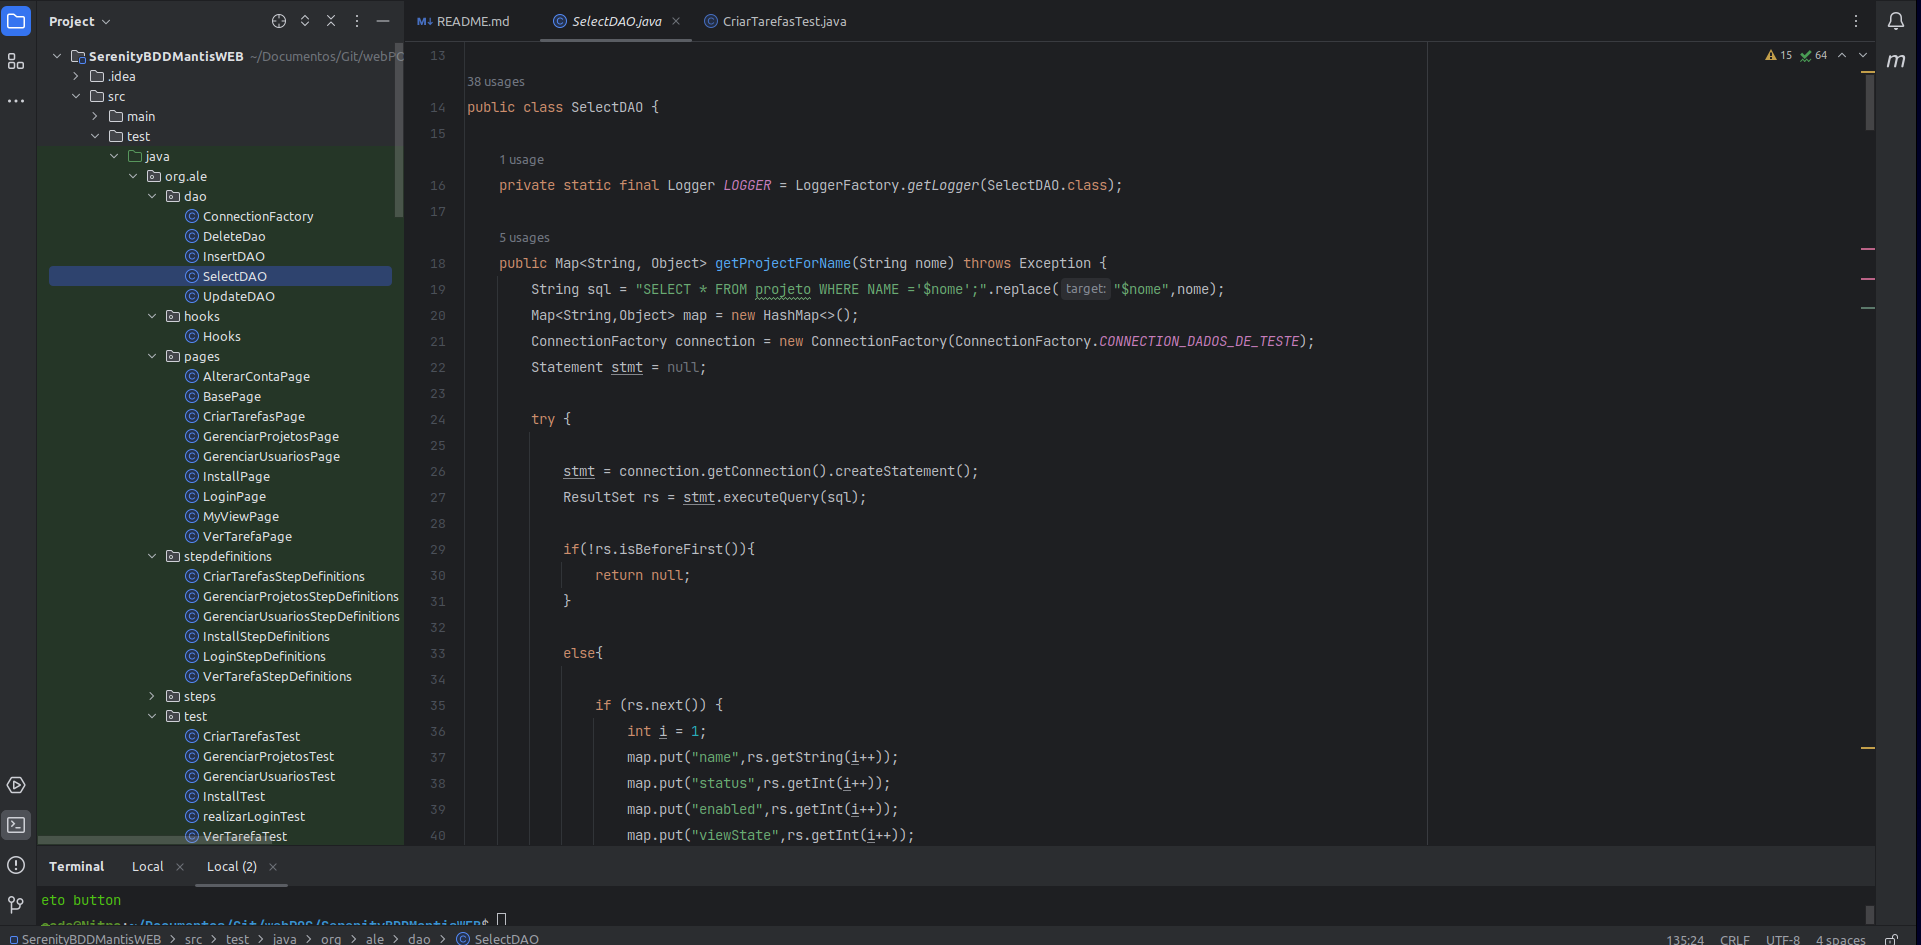 Project
SerenityBDDMantisWEB ~/Documentos/Git/webPO
.idea
src
main
test
java
org.ale
dao
ConnectionFactory
DeleteDao
InsertDAO
SelectDAO
UpdateDAO
hooks
Hooks
pages
AlterarContaPage
BasePage
CriarTarefasPage
GerenciarProjetosPage
GerenciarUsuariosPage
InstallPage
LoginPage
MyViewPage
VerTarefaPage
stepdefinitions
CriarTarefasStepDefinitions
GerenciarProjetosStepDefinitions
GerenciarUsuariosStepDefinitions
InstallStepDefinitions
LoginStepDefinitions
VerTarefaStepDefinitions
steps
test
CriarTarefasTest
GerenciarProjetosTest
GerenciarUsuariosTest
InstallTest
realizarLoginTest
VerTarefaTest
M↓ README.md
SelectDAO.java
CriarTarefasTest.java
15 64
m
13
38 usages
14 public class SelectDAO {
15
1 usage
16 private static final Logger LOGGER = LoggerFactory.getLogger(SelectDAO.class);
17
5 usages
18 public Map<String, Object> getProjectForName(String nome) throws Exception {
19 String sql = "SELECT * FROM projeto WHERE NAME ='$nome';".replace( target: "$nome",nome);
20 Map<String,Object> map = new HashMap<>();
21 ConnectionFactory connection = new ConnectionFactory(ConnectionFactory.CONNECTION_DADOS_DE_TESTE);
22 Statement stmt = null;
23
24 try {
25
26 stmt = connection.getConnection().createStatement();
27 ResultSet rs = stmt.executeQuery(sql);
28
29 if(!rs.isBeforeFirst()){
30 return null;
31 }
32
33 else{
34
35 if (rs.next()) {
36 int i = 1;
37 map.put("name",rs.getString(i++));
38 map.put("status",rs.getInt(i++));
39 map.put("enabled",rs.getInt(i++));
40 map.put("viewState",rs.getInt(i++));
Terminal Local Local (2)
eto button
SerenityBDDMantisWEB > src > test > java > org > ale > dao > SelectDAO
135:24 CRLF UTF-8 4 spaces